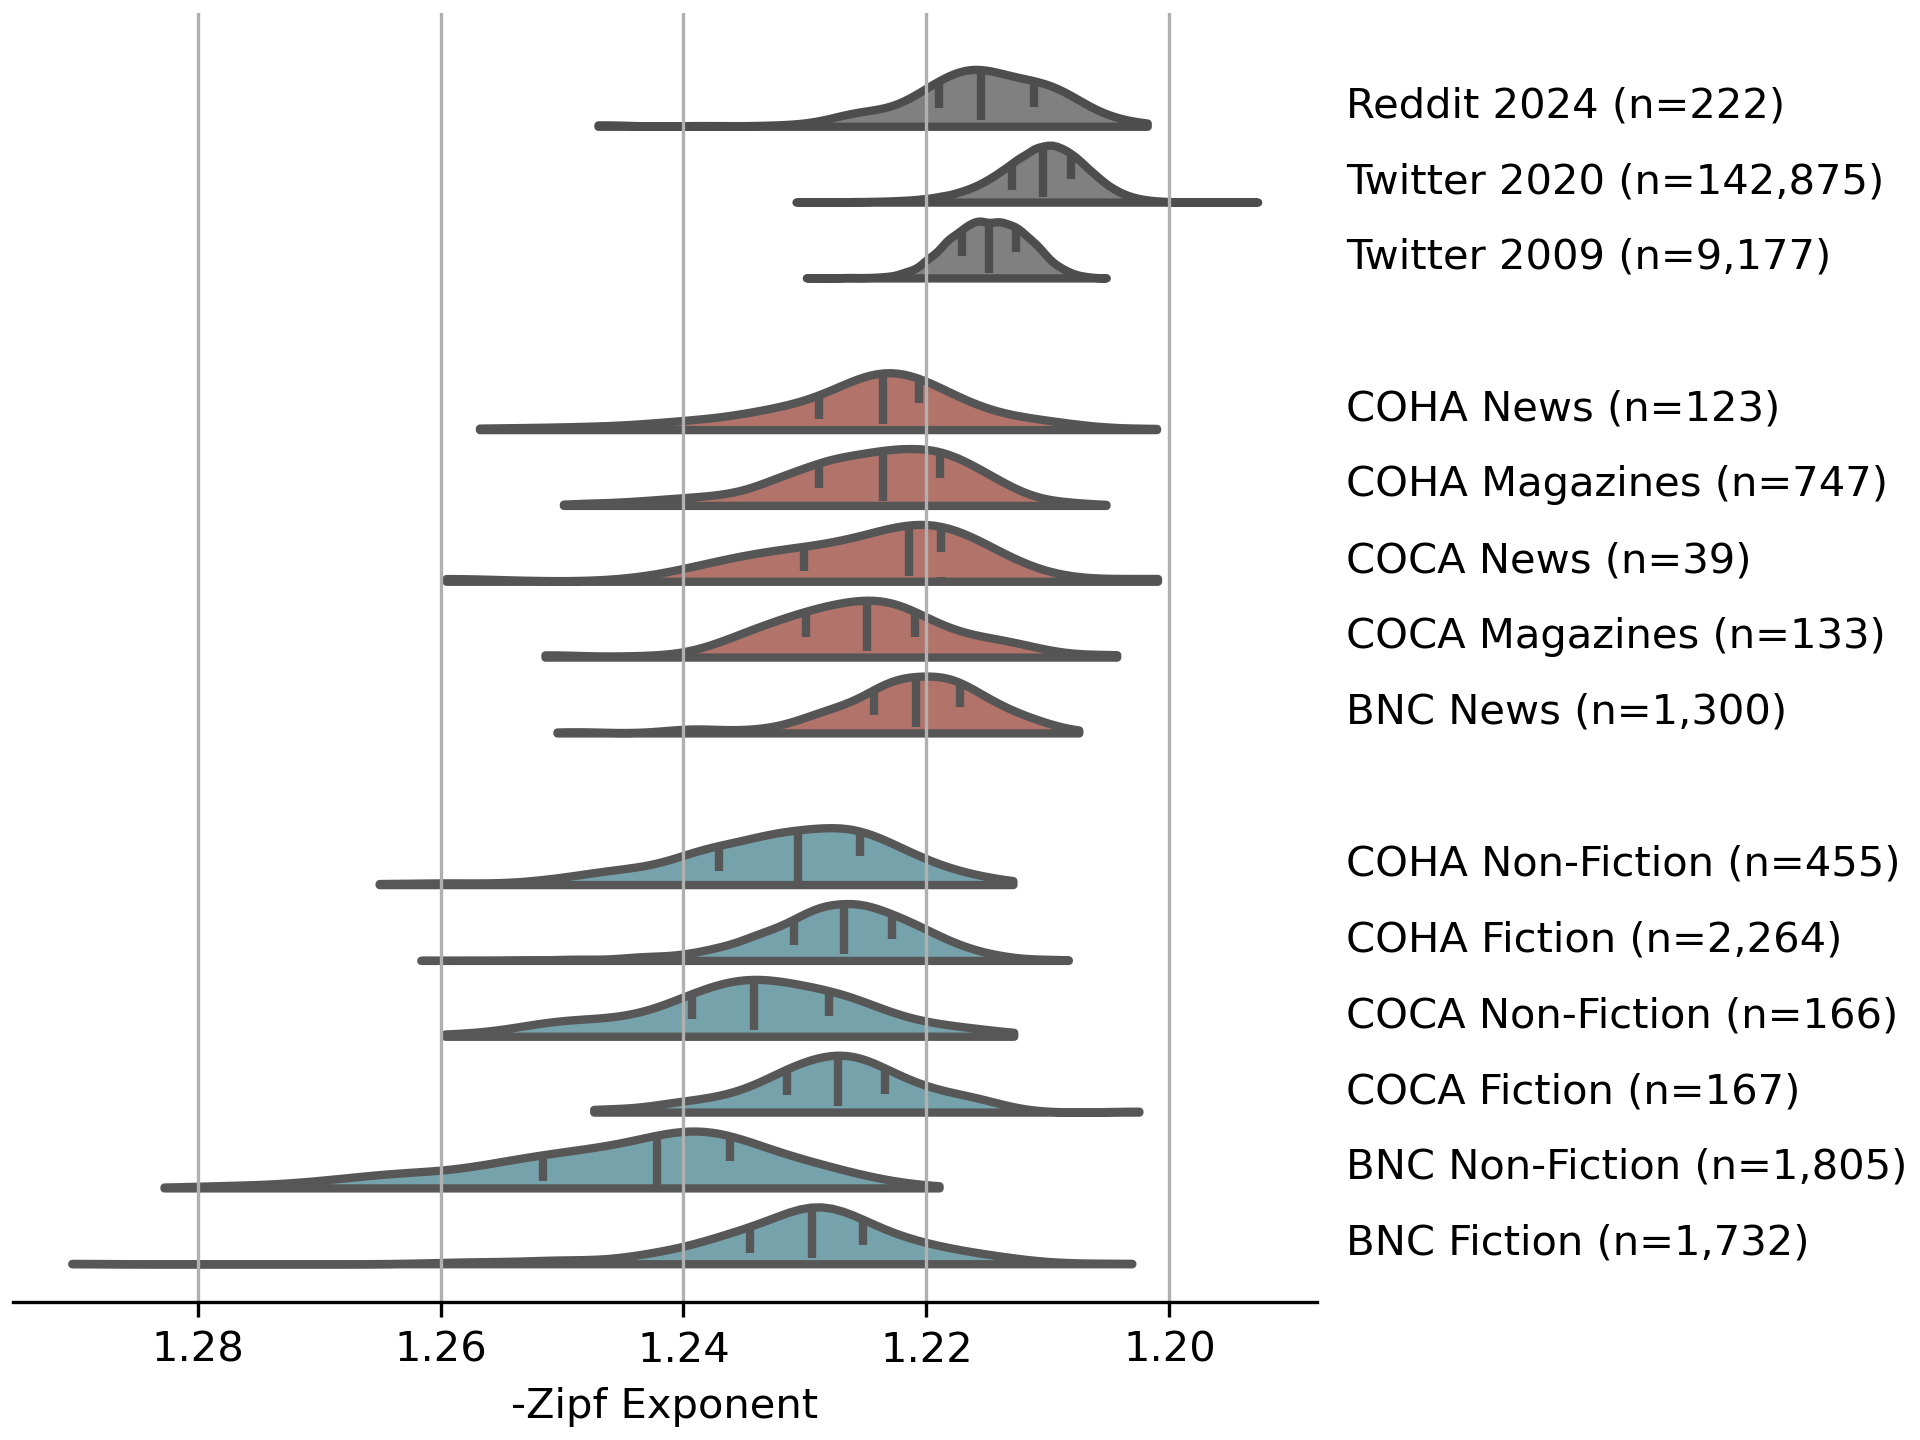 Reddit 2024 (n=222)
Twitter 2020 (n=142,875)
Twitter 2009 (n=9,177)
COHA News (n=123)
COHA Magazines (n=747)
COCA News (n=39)
COCA Magazines (n=133)
BNC News (n=1,300)
COHA Non-Fiction (n=455)
COHA Fiction (n=2,264)
COCA Non-Fiction (n=166)
COCA Fiction (n=167)
BNC Non-Fiction (n=1,805)
BNC Fiction (n=1,732)
1.28 1.26 1.24 1.22 1.20
-Zipf Exponent